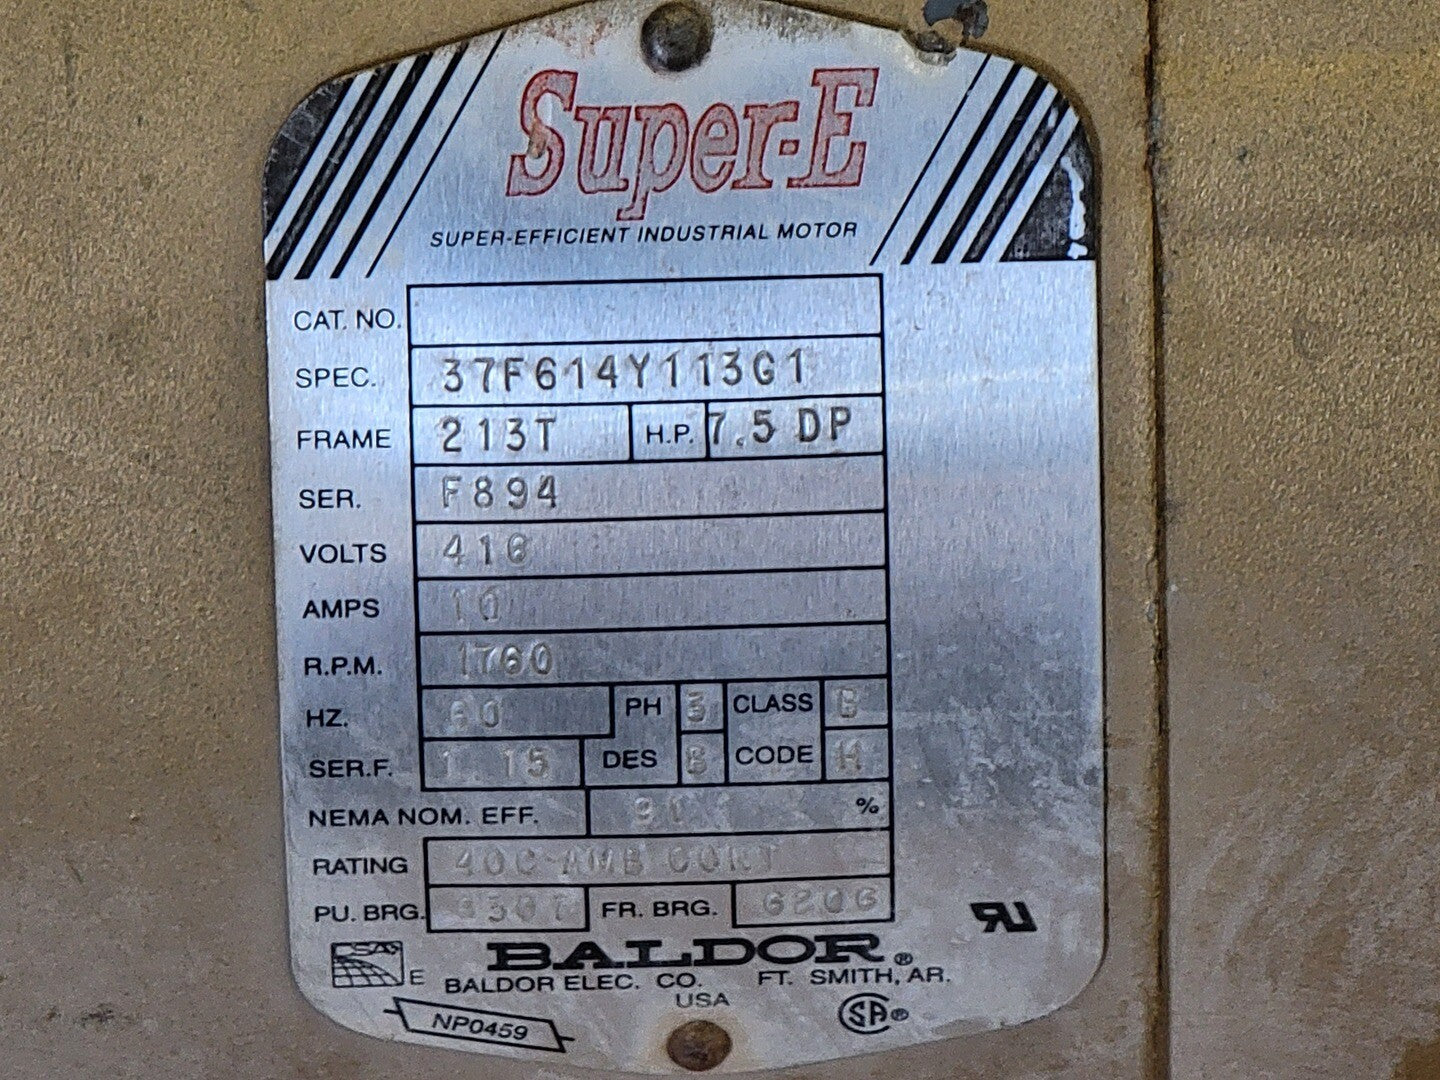 Super-E
SUPER-EFFICIENT INDUSTRIAL MOTOR
CAT. NO.
SPEC. 37F614Y113G1
FRAME 213T H.P. 7.5 DP
SER. F894
VOLTS
AMPS 10
R.P.M. 1760
HZ. 60 PH 3 CLASS
SER.F. 1.15 DES B CODE H
NEMA NOM. EFF. %
RATING 40C AMB CONT
PU. BRG. FR. BRG. 6206
CSA E
BALDOR®
BALDOR ELEC. CO. FT. SMITH, AR.
USA
NP0459
SA®